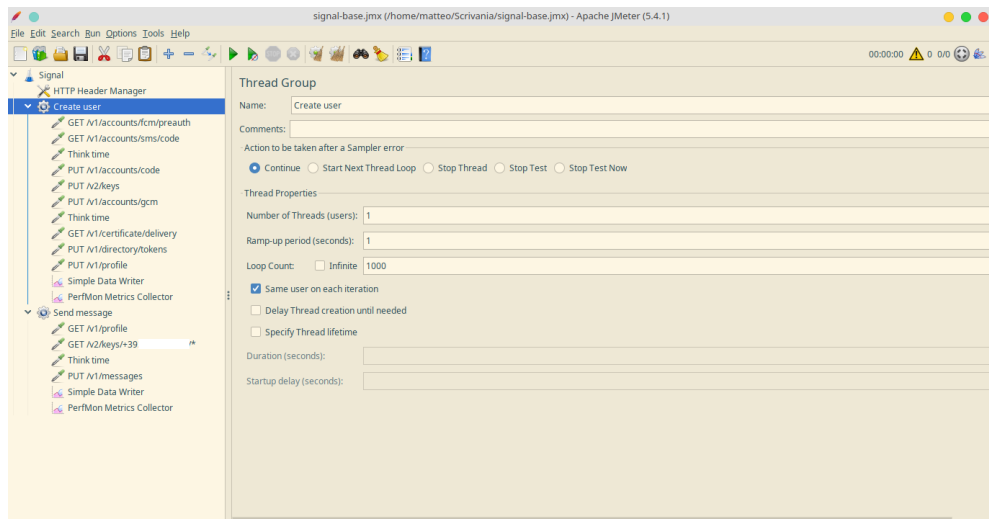 signal-base.jmx (/home/matteo/Scrivania/signal-base.jmx) - Apache JMeter (5.4.1)
File Edit Search Run Options Tools Help
00:00:00 0 0/0
Signal
HTTP Header Manager
Create user
GET /v1/accounts/fcm/preauth
GET /v1/accounts/sms/code
Think time
PUT /v1/accounts/code
PUT /v2/keys
PUT /v1/accounts/gcm
Think time
GET /v1/certificate/delivery
PUT /v1/directory/tokens
PUT /v1/profile
Simple Data Writer
PerfMon Metrics Collector
Send message
GET /v1/profile
GET /v2/keys/+39 /*
Think time
PUT /v1/messages
Simple Data Writer
PerfMon Metrics Collector
Thread Group
Name: Create user
Comments:
Action to be taken after a Sampler error
Continue Start Next Thread Loop Stop Thread Stop Test Stop Test Now
Thread Properties
Number of Threads (users): 1
Ramp-up period (seconds): 1
Loop Count: Infinite 1000
Same user on each iteration
Delay Thread creation until needed
Specify Thread lifetime
Duration (seconds):
Startup delay (seconds):